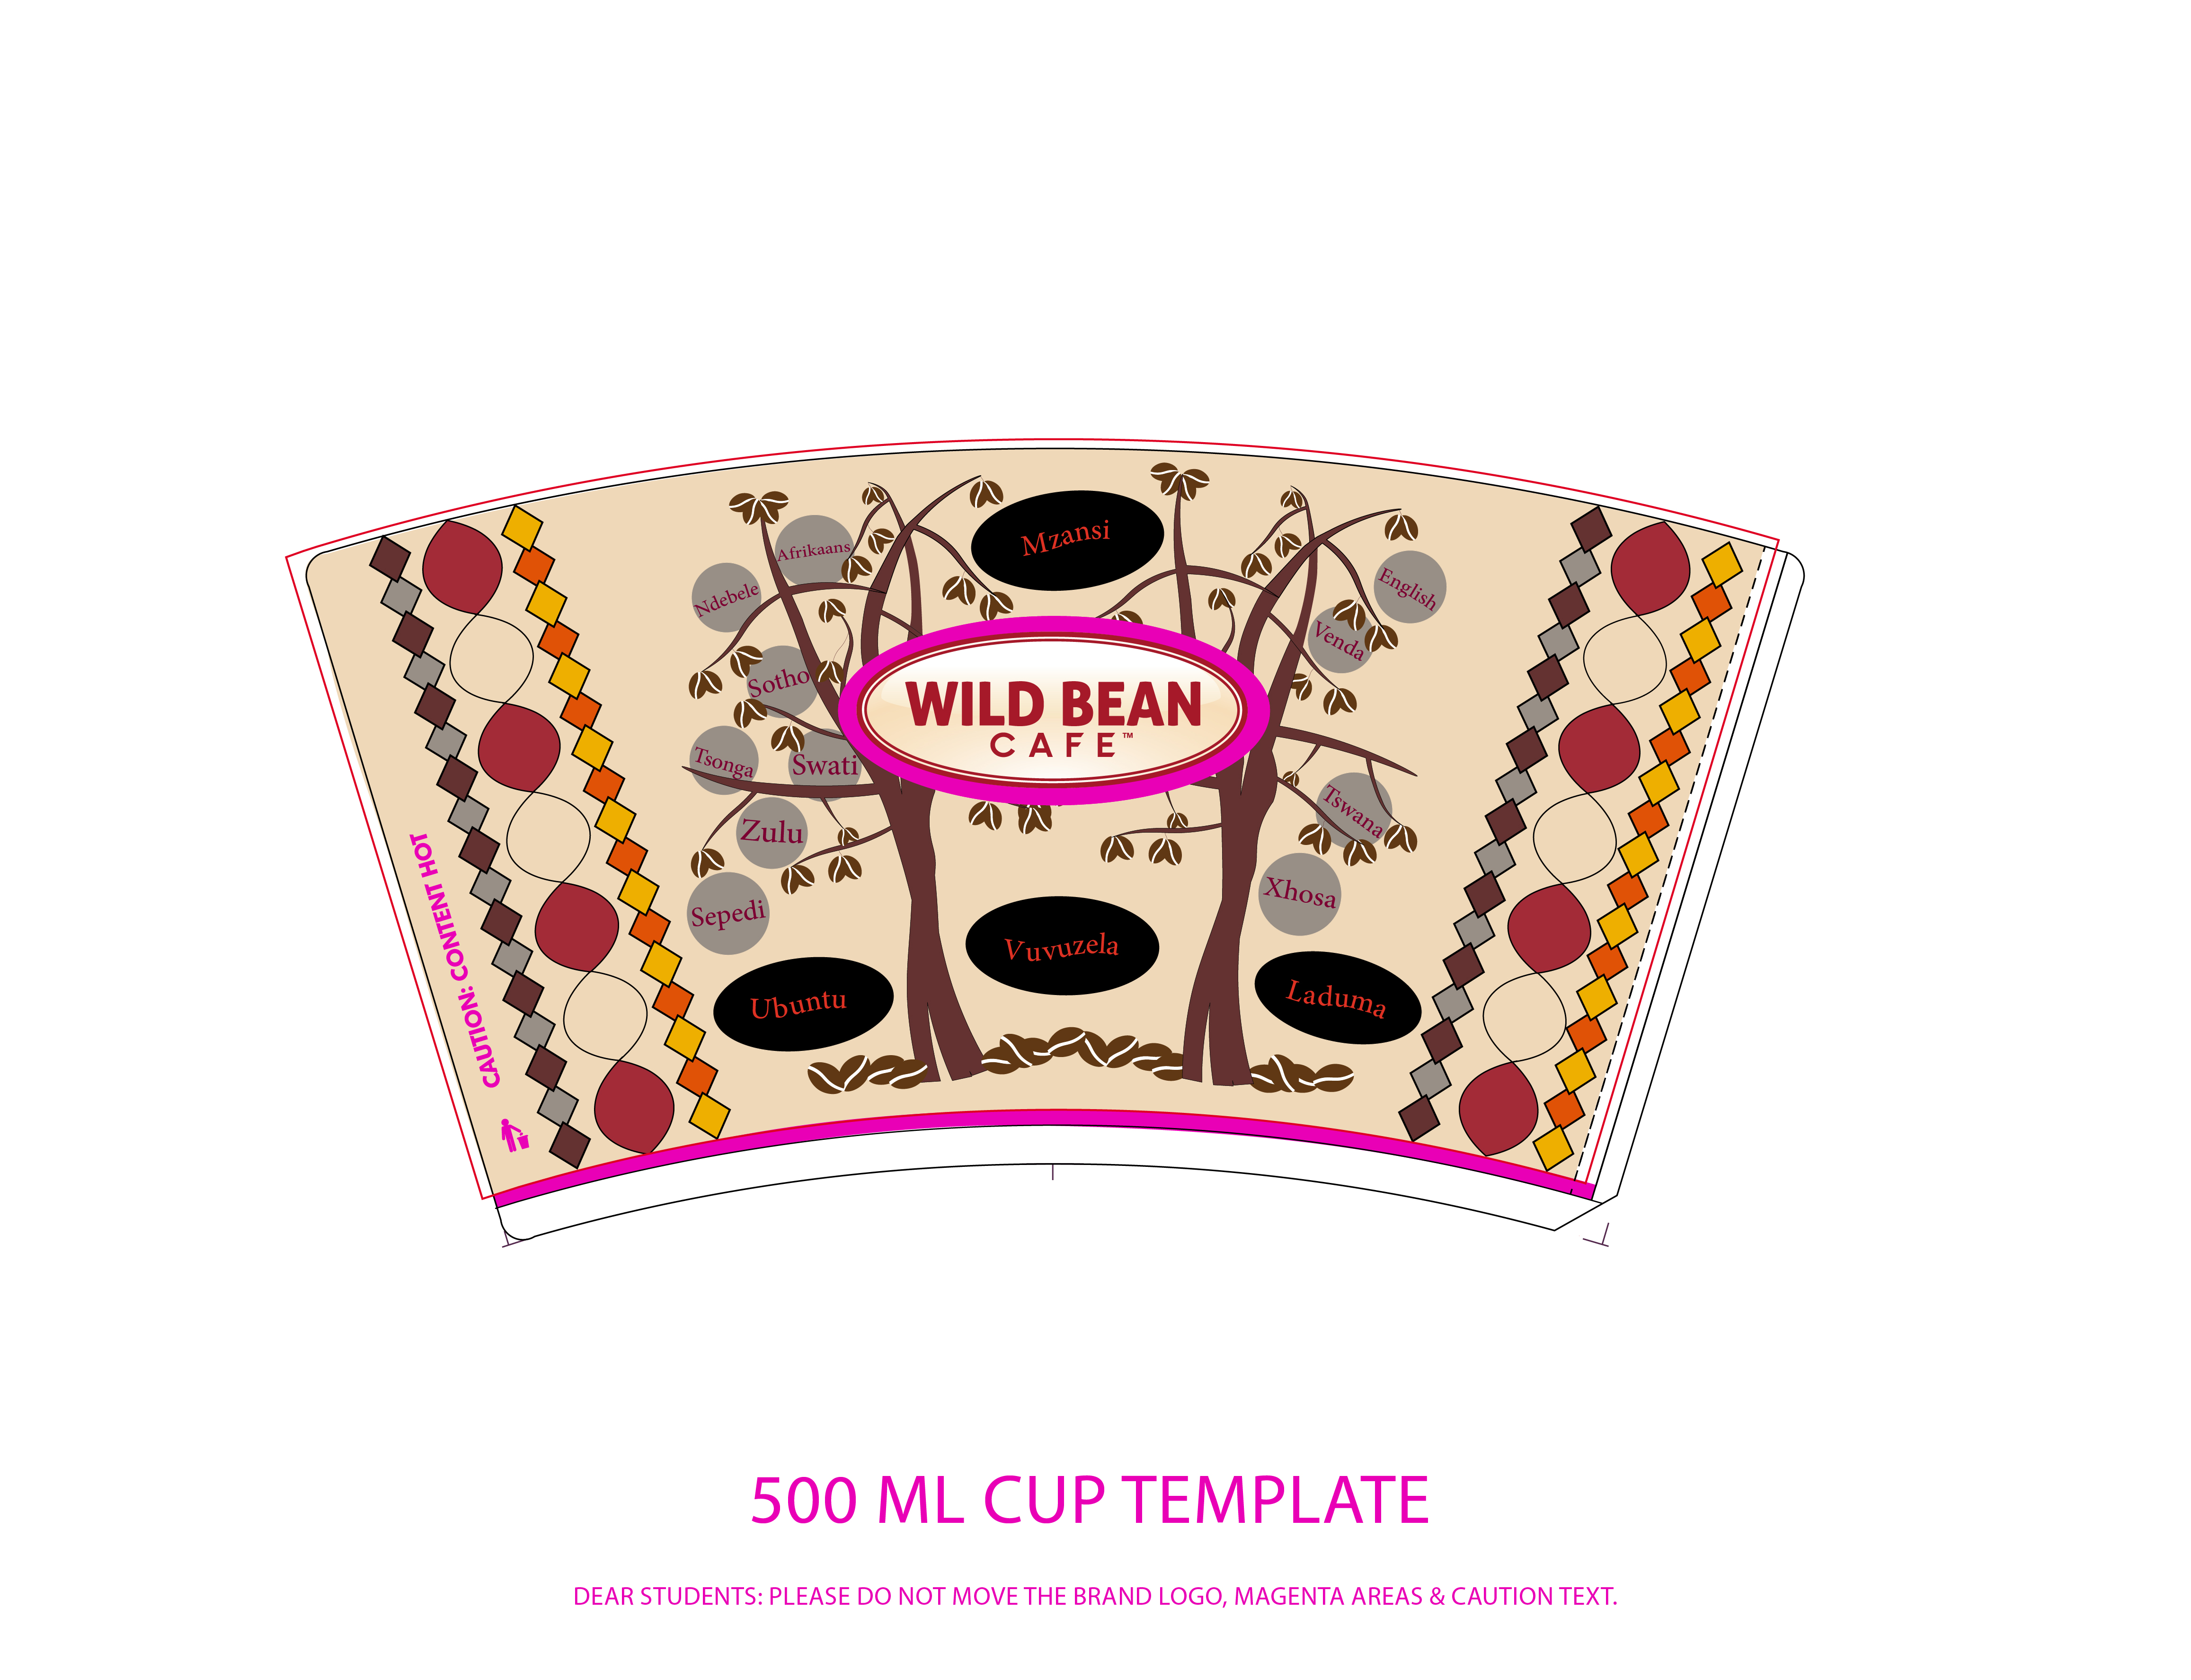 Mzansi
Afrikaans
English
Ndebele
Venda
Sotho
WILD BEAN
CAFE™
Tsonga
Swati
Tswana
Zulu
Xhosa
Sepedi
Vuvuzela
Ubuntu
Laduma
CAUTION: CONTENT HOT
500 ML CUP TEMPLATE
DEAR STUDENTS: PLEASE DO NOT MOVE THE BRAND LOGO, MAGENTA AREAS & CAUTION TEXT.